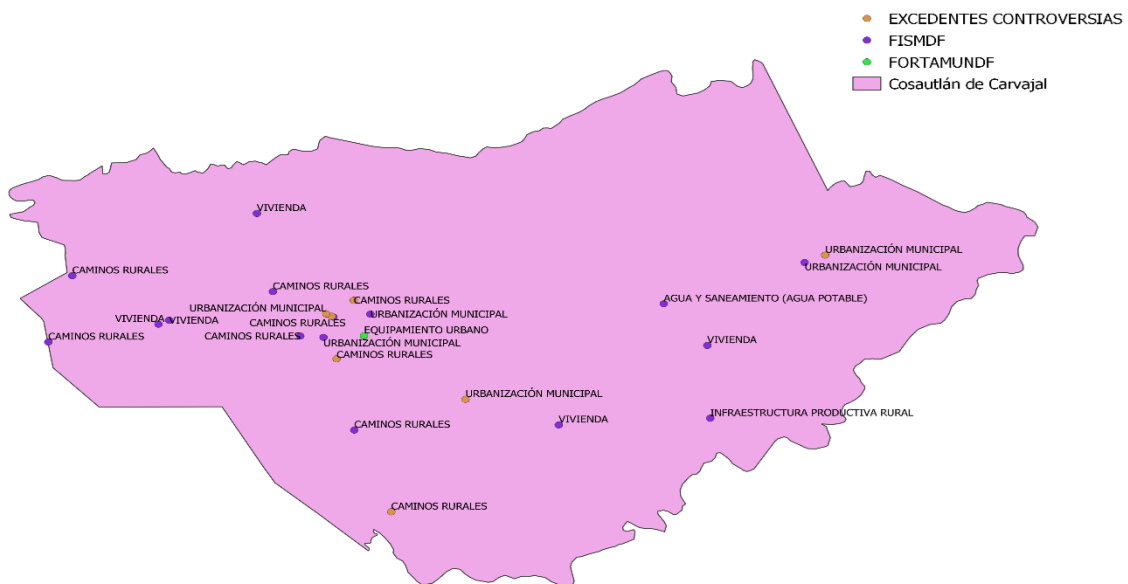 EXCEDENTES CONTROVERSIAS
FISMDF
FORTAMUNDF
Cosautlán de Carvajal
VIVIENDA
URBANIZACIÓN MUNICIPAL
URBANIZACIÓN MUNICIPAL
CAMINOS RURALES
CAMINOS RURALES
CAMINOS RURALES
AGUA Y SANEAMIENTO (AGUA POTABLE)
URBANIZACIÓN MUNICIPAL
URBANIZACIÓN MUNICIPAL
VIVIENDA
VIVIENDA
CAMINOS RURALES
EQUIPAMIENTO URBANO
CAMINOS RURALES
CAMINOS RURALES
URBANIZACIÓN MUNICIPAL
VIVIENDA
CAMINOS RURALES
URBANIZACIÓN MUNICIPAL
INFRAESTRUCTURA PRODUCTIVA RURAL
VIVIENDA
CAMINOS RURALES
CAMINOS RURALES